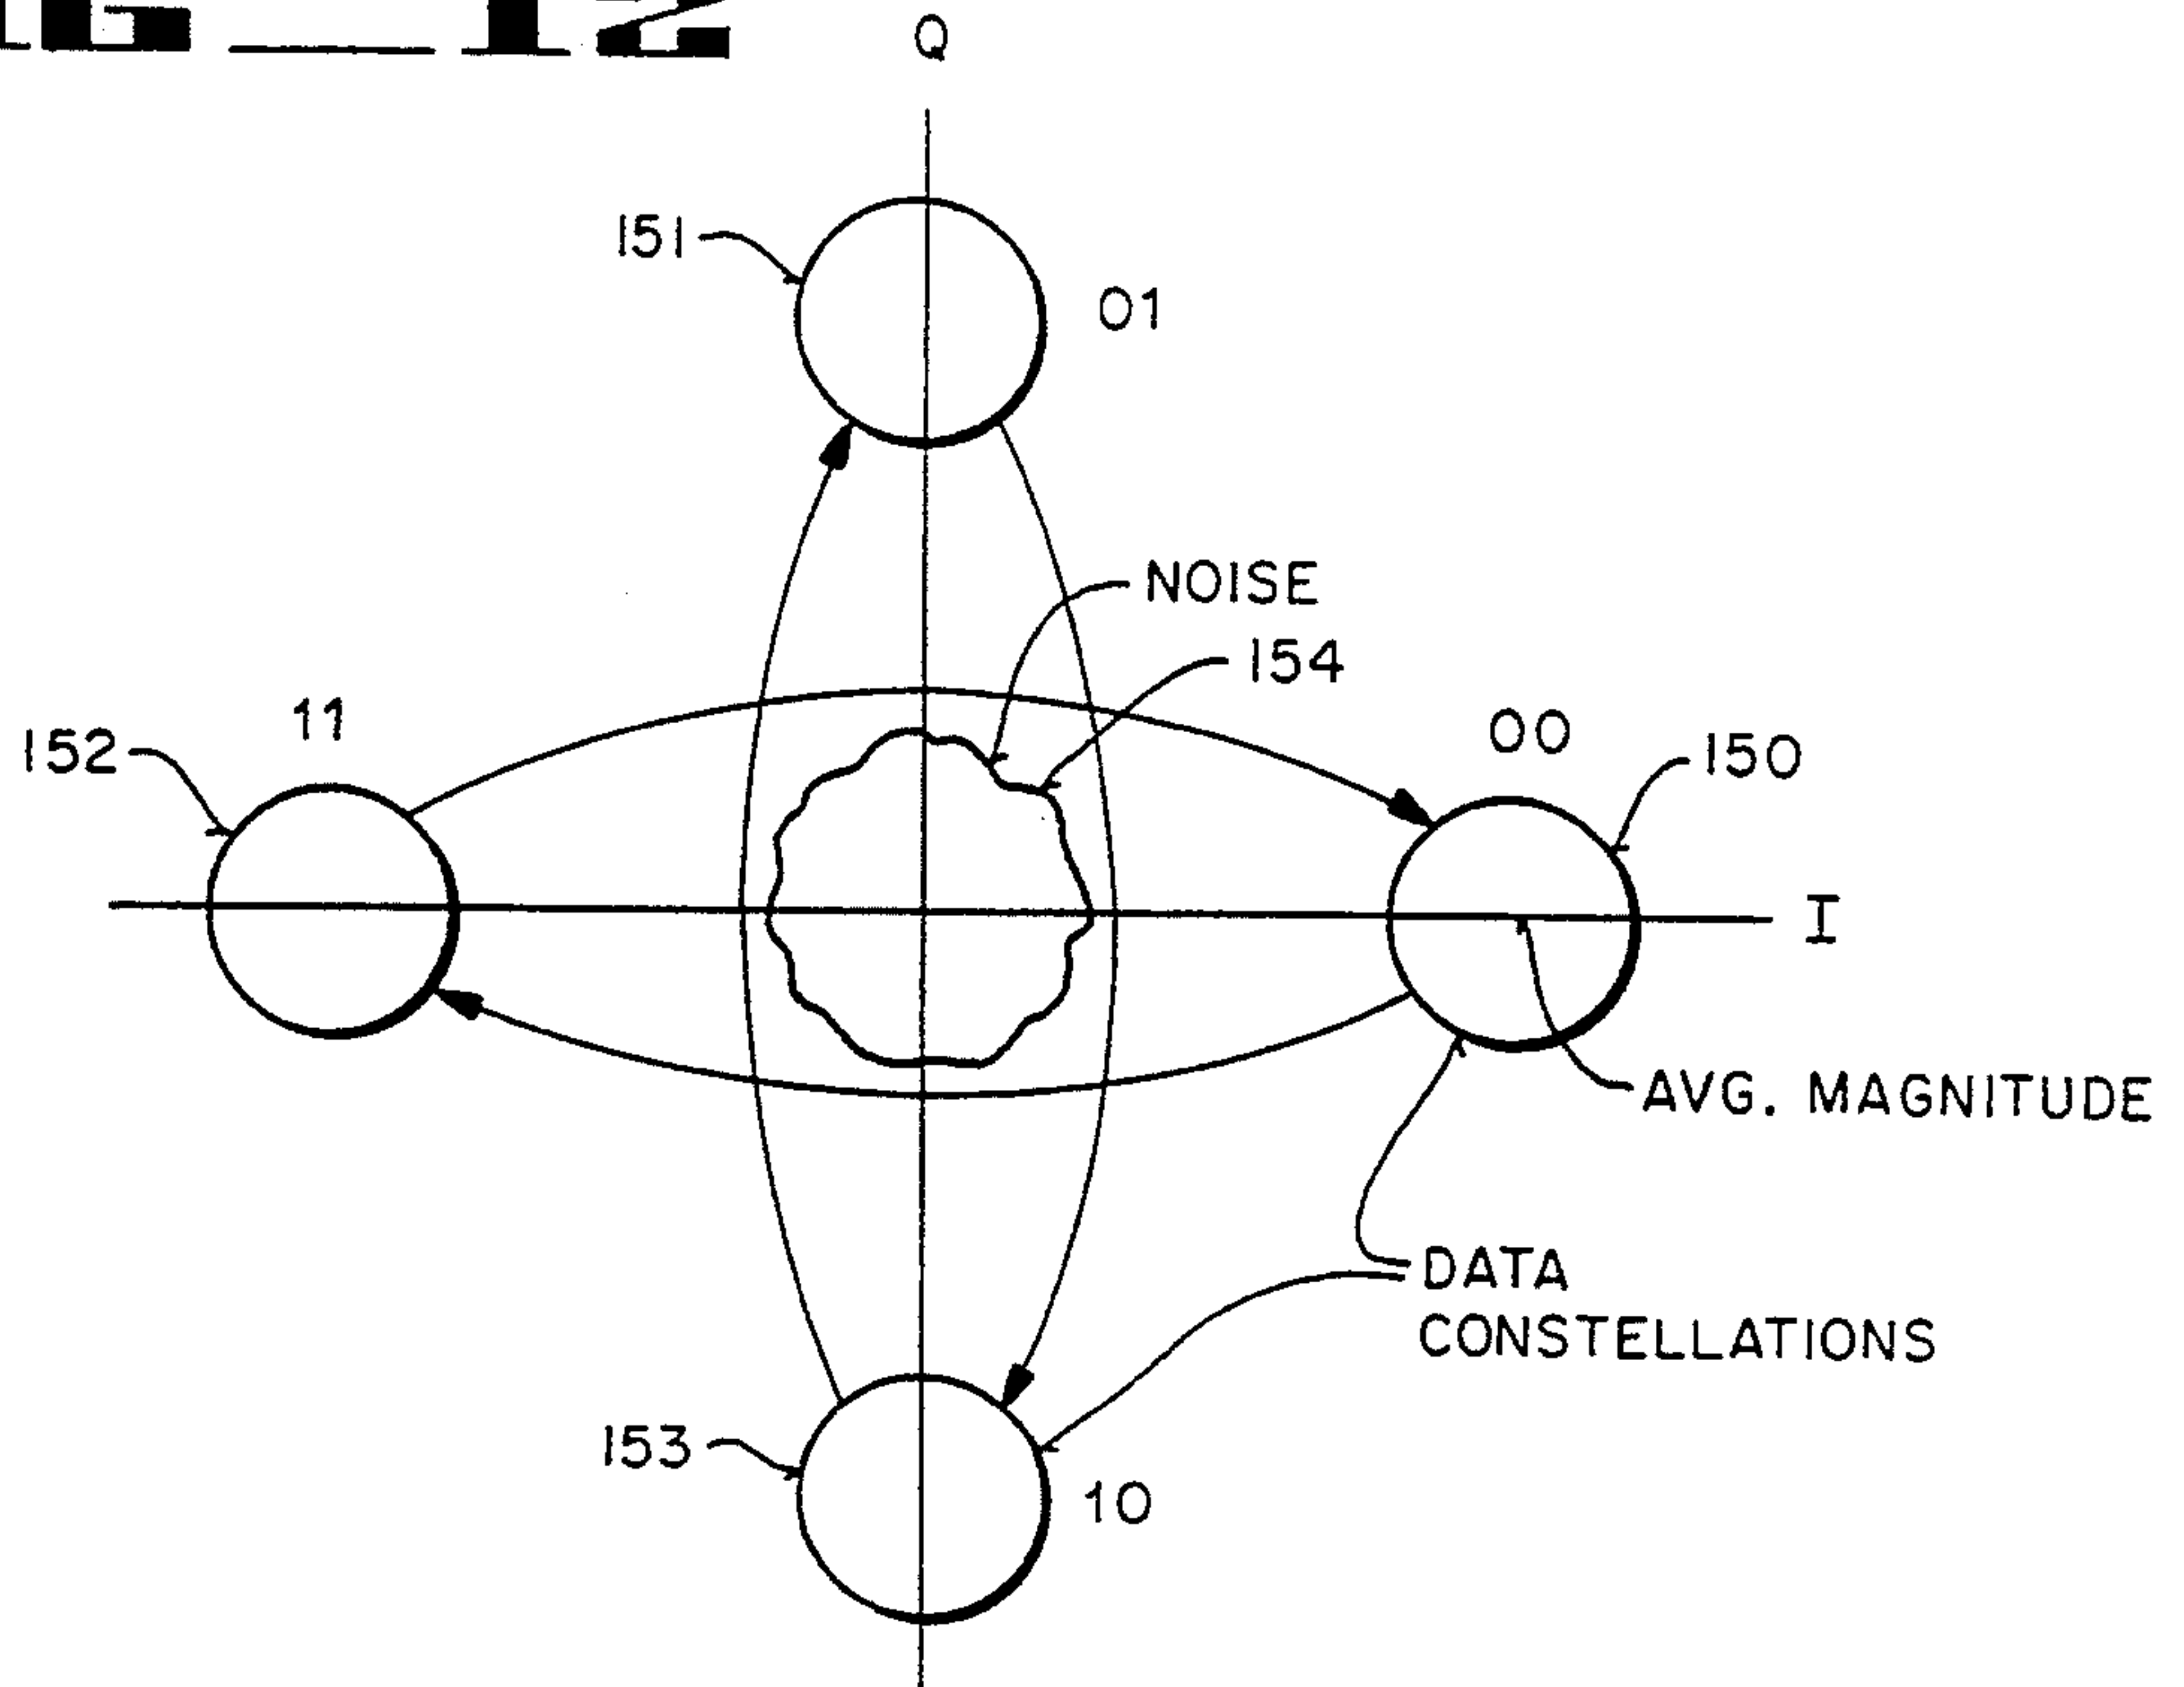 Q
151
01
NOISE
154
11
00
152
150
I
AVG. MAGNITUDE
DATA
CONSTELLATIONS
153
10